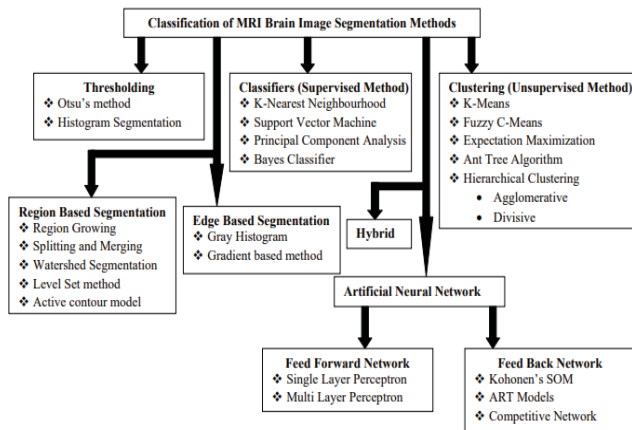 Classification of MRI Brain Image Segmentation Methods
Thresholding
❖ Otsu's method
❖ Histogram Segmentation
Classifiers (Supervised Method)
❖ K-Nearest Neighbourhood
❖ Support Vector Machine
❖ Principal Component Analysis
❖ Bayes Classifier
Clustering (Unsupervised Method)
❖ K-Means
❖ Fuzzy C-Means
❖ Expectation Maximization
❖ Ant Tree Algorithm
❖ Hierarchical Clustering
• Agglomerative
• Divisive
Region Based Segmentation
❖ Region Growing
❖ Splitting and Merging
❖ Watershed Segmentation
❖ Level Set method
❖ Active contour model
Edge Based Segmentation
❖ Gray Histogram
❖ Gradient based method
Hybrid
Artificial Neural Network
Feed Forward Network
❖ Single Layer Perceptron
❖ Multi Layer Perceptron
Feed Back Network
❖ Kohonen's SOM
❖ ART Models
❖ Competitive Network